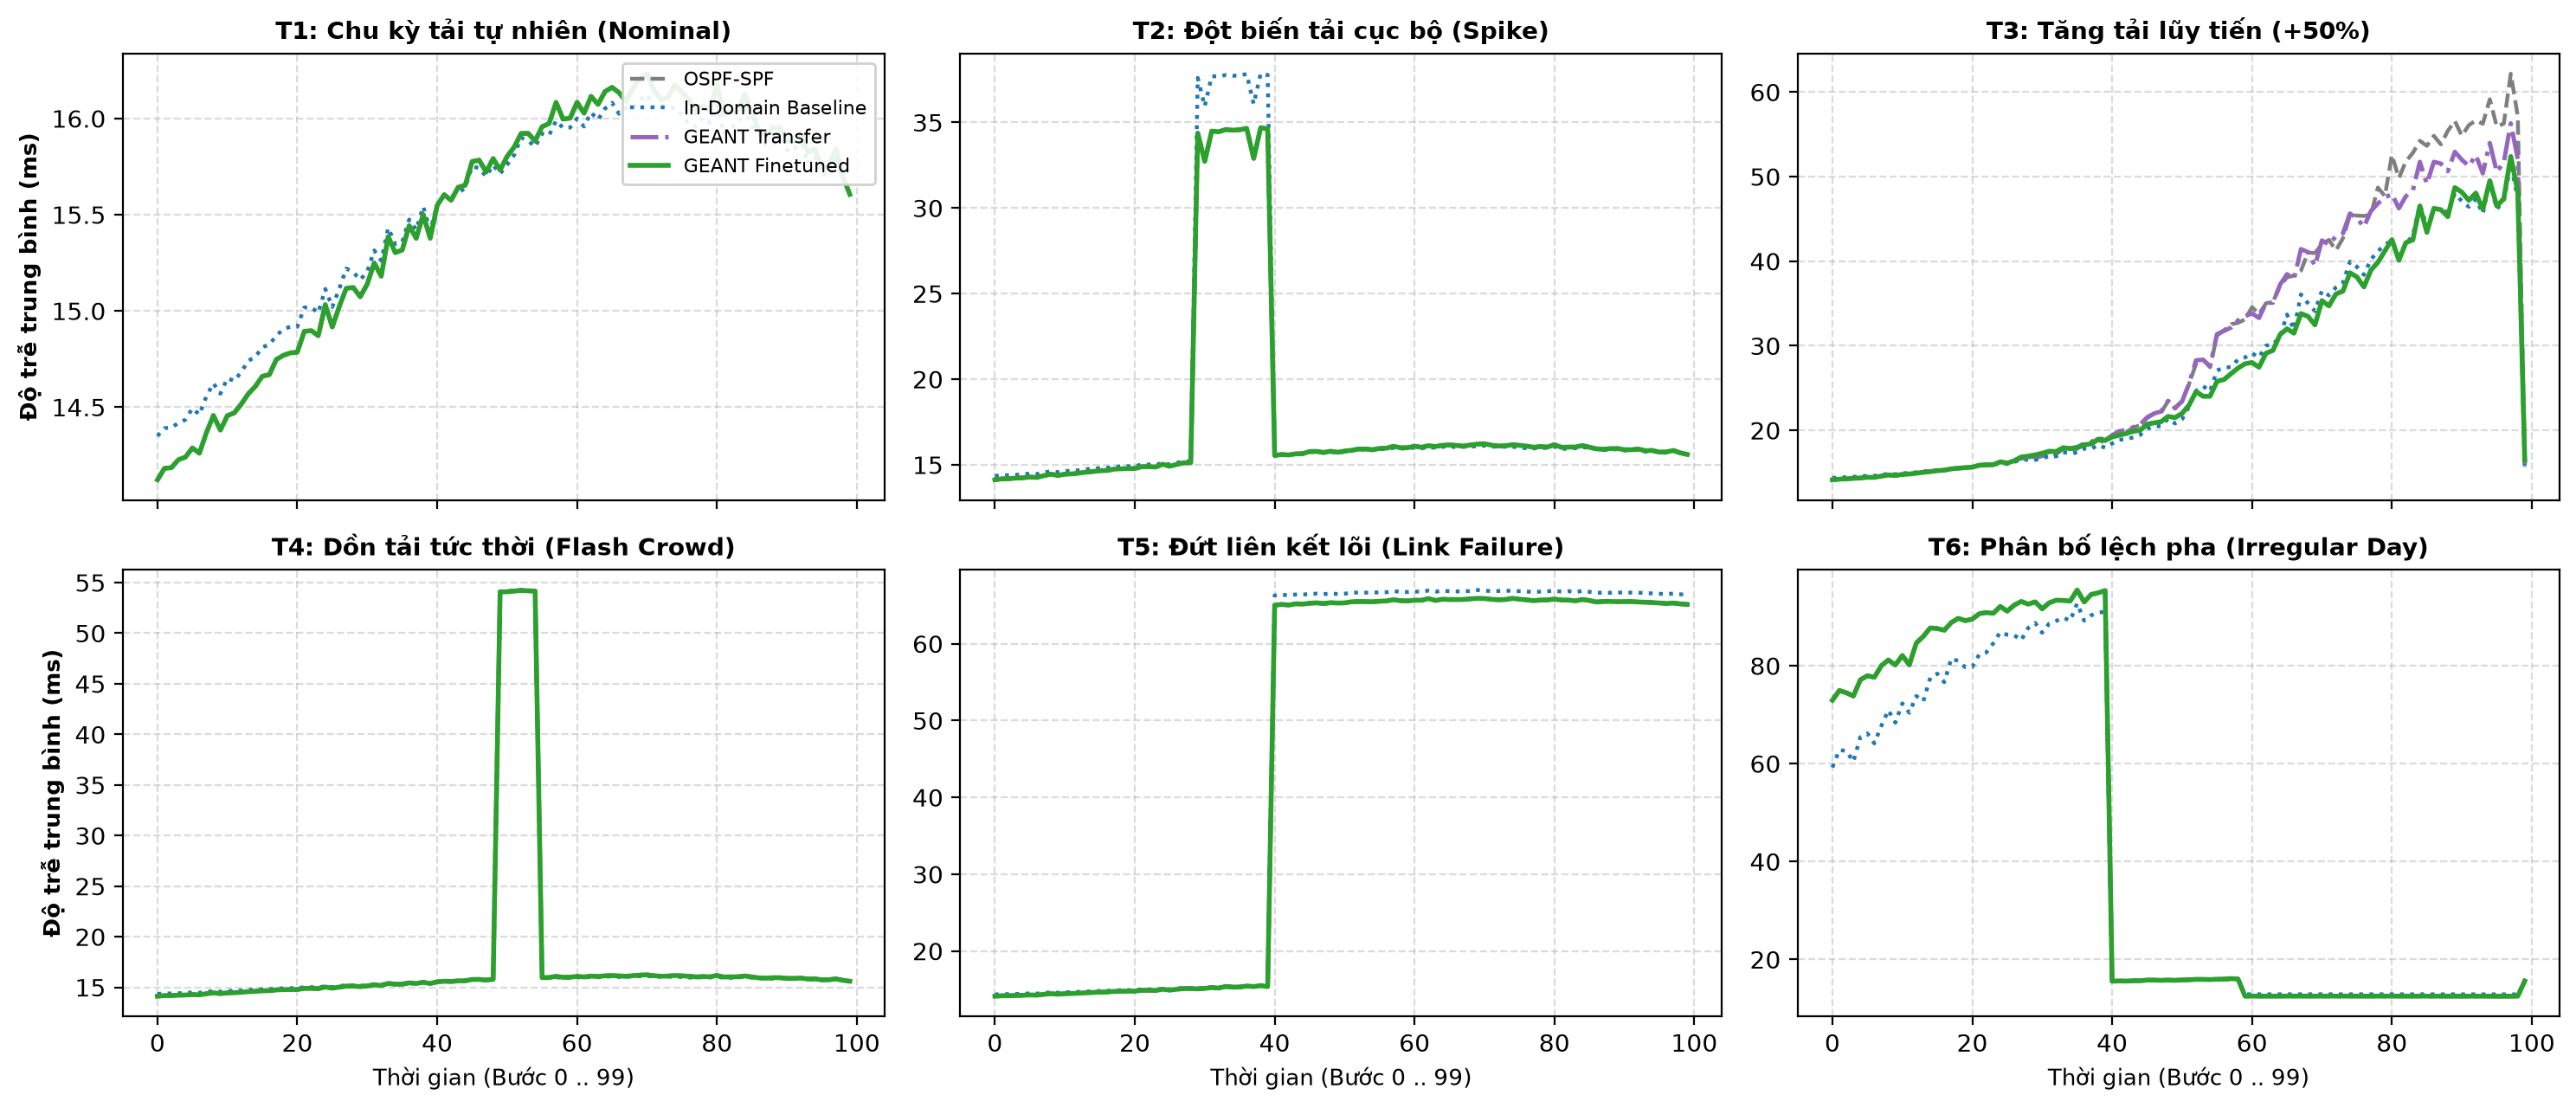 T1: Chu kỳ tải tự nhiên (Nominal)
T2: Đột biến tải cục bộ (Spike)
T3: Tăng tải lũy tiến (+50%)
Độ trễ trung bình (ms)
16.0
15.5
15.0
14.5
OSPF-SPF
In-Domain Baseline
GEANT Transfer
GEANT Finetuned
35
30
25
20
15
60
50
40
30
20
T4: Dồn tải tức thời (Flash Crowd)
T5: Đứt liên kết lõi (Link Failure)
T6: Phân bố lệch pha (Irregular Day)
Độ trễ trung bình (ms)
55
50
45
40
35
30
25
20
15
0 20 40 60 80 100
Thời gian (Bước 0 .. 99)
60
50
40
30
20
0 20 40 60 80 100
Thời gian (Bước 0 .. 99)
80
60
40
20
0 20 40 60 80 100
Thời gian (Bước 0 .. 99)